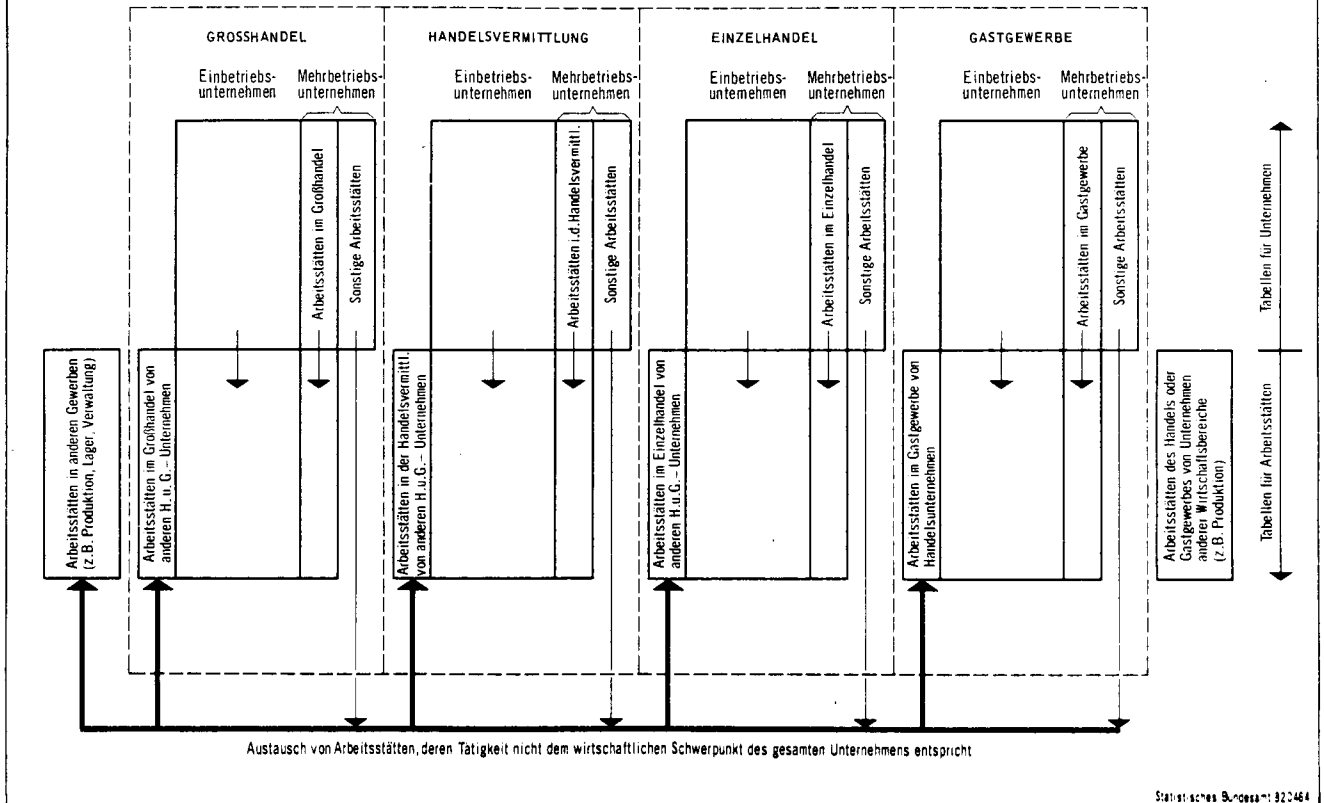 GROSSHANDEL
HANDELSVERMITTLUNG
EINZELHANDEL
GASTGEWERBE
Einbetriebs-
unternehmen
Mehrbetriebs-
unternehmen
Einbetriebs-
unternehmen
Mehrbetriebs-
unternehmen
Einbetriebs-
unternehmen
Mehrbetriebs-
unternehmen
Einbetriebs-
unternehmen
Mehrbetriebs-
unternehmen
Arbeitsstätten im Großhandel
Sonstige Arbeitsstätten
Arbeitsstätten i.d.Handelsvermittl.
Sonstige Arbeitsstätten
Arbeitsstätten im Einzelhandel
Sonstige Arbeitsstätten
Arbeitsstätten im Gastgewerbe
Sonstige Arbeitsstätten
Tabellen für Unternehmen
Arbeitsstätten in anderen Gewerben
(z.B. Produktion, Lager, Verwaltung)
Arbeitsstätten im Großhandel von
anderen H.u.G.-Unternehmen
Arbeitsstätten in der Handelsvermittl.
von anderen H.u.G.-Unternehmen
Arbeitsstätten im Einzelhandel von
anderen H.u.G.-Unternehmen
Arbeitsstätten im Gastgewerbe von
Handelsunternehmen
Arbeitsstätten des Handels oder
Gastgewerbes von Unternehmen
anderer Wirtschaftsbereiche
(z.B. Produktion)
Tabellen für Arbeitsstätten
Austausch von Arbeitsstätten, deren Tätigkeit nicht dem wirtschaftlichen Schwerpunkt des gesamten Unternehmens entspricht
Statistisches Bundesamt 820464